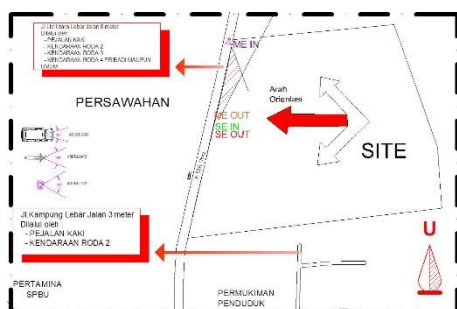 Jl.Lin Utara Lebar Jalan 8 meter
Dilalui oleh :
- PEJALAN KAKI
- KENDARAAN RODA 2
- KENDARAAN RODA 3
- KENDARAAN RODA 4 PRIBADI MAUPUN
UMUM
ME IN
PERSAWAHAN
Arah
Orientasi
ME OUT
SE IN
SE OUT
SITE
Jl.Kampung Lebar Jalan 3 meter
Dilalui oleh :
- PEJALAN KAKI
- KENDARAAN RODA 2
U
PERTAMINA
SPBU
PERMUKIMAN
PENDUDUK